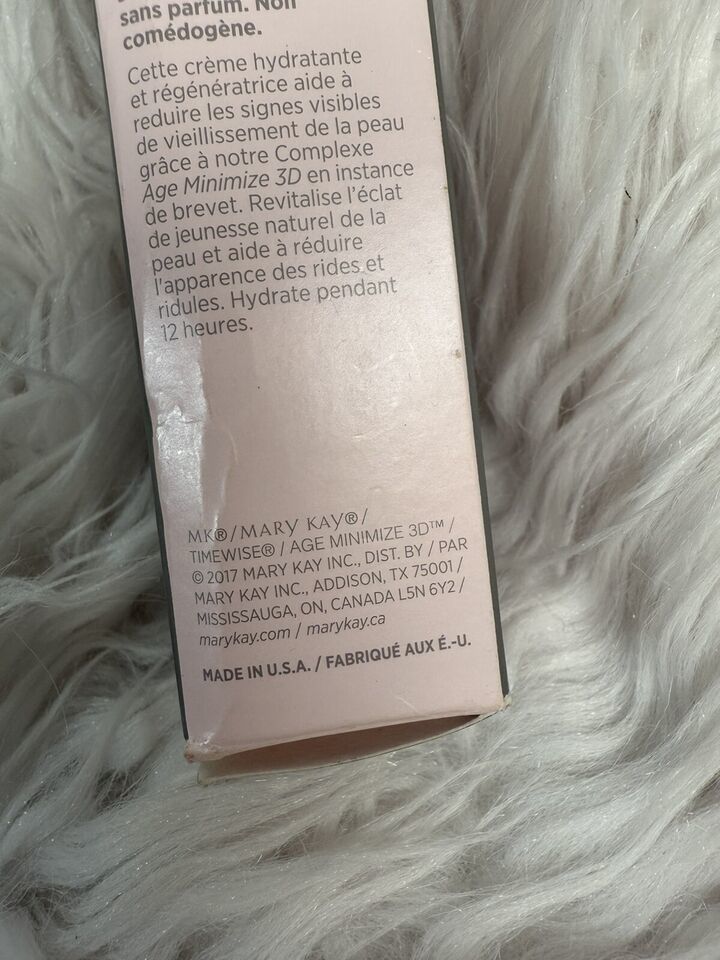 sans parfum. Non
comédogène.
Cette crème hydratante
et régénératrice aide à
reduire les signes visibles
de vieillissement de la peau
grâce à notre Complexe
Age Minimize 3D en instance
de brevet. Revitalise l'éclat
de jeunesse naturel de la
peau et aide à réduire
l'apparence des rides et
ridules. Hydrate pendant
12 heures.
MK®/MARY KAY®/
TIMEWISE® / AGE MINIMIZE 3D™ /
© 2017 MARY KAY INC., DIST. BY / PAR
MARY KAY INC., ADDISON, TX 75001 /
MISSISSAUGA, ON, CANADA L5N 6Y2 /
marykay.com / marykay.ca
MADE IN U.S.A. / FABRIQUÉ AUX É.-U.